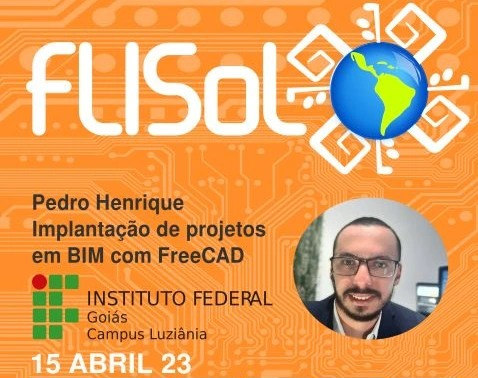 FLISoL
Pedro Henrique
Implantação de projetos
em BIM com FreeCAD
INSTITUTO FEDERAL
Goiás
Campus Luziânia
15 ABRIL 23